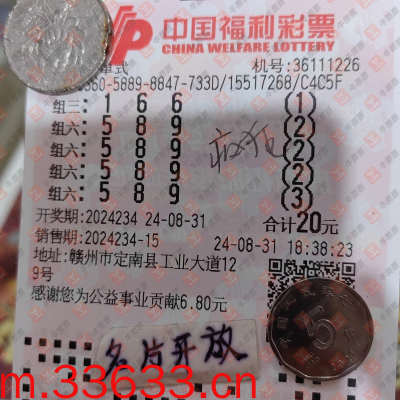 中国福利彩票
CHINA WELFARE LOTTERY
单式 机号:36111226
360-5889-8847-733D/15517268/C4C5F
组三: 1 6 6 (1)
组六: 5 8 9 (2)
组六: 5 8 9 (2)
组六: 5 8 9 (2)
组六: 5 8 9 (3)
开奖期:2024234 24-08-31 合计20元
销售期:2024234-15 24-08-31 18:38:23
地址:赣州市定南县工业大道12
9号
感谢您为公益事业贡献6.80元
名片开放
5
m.33633.cn